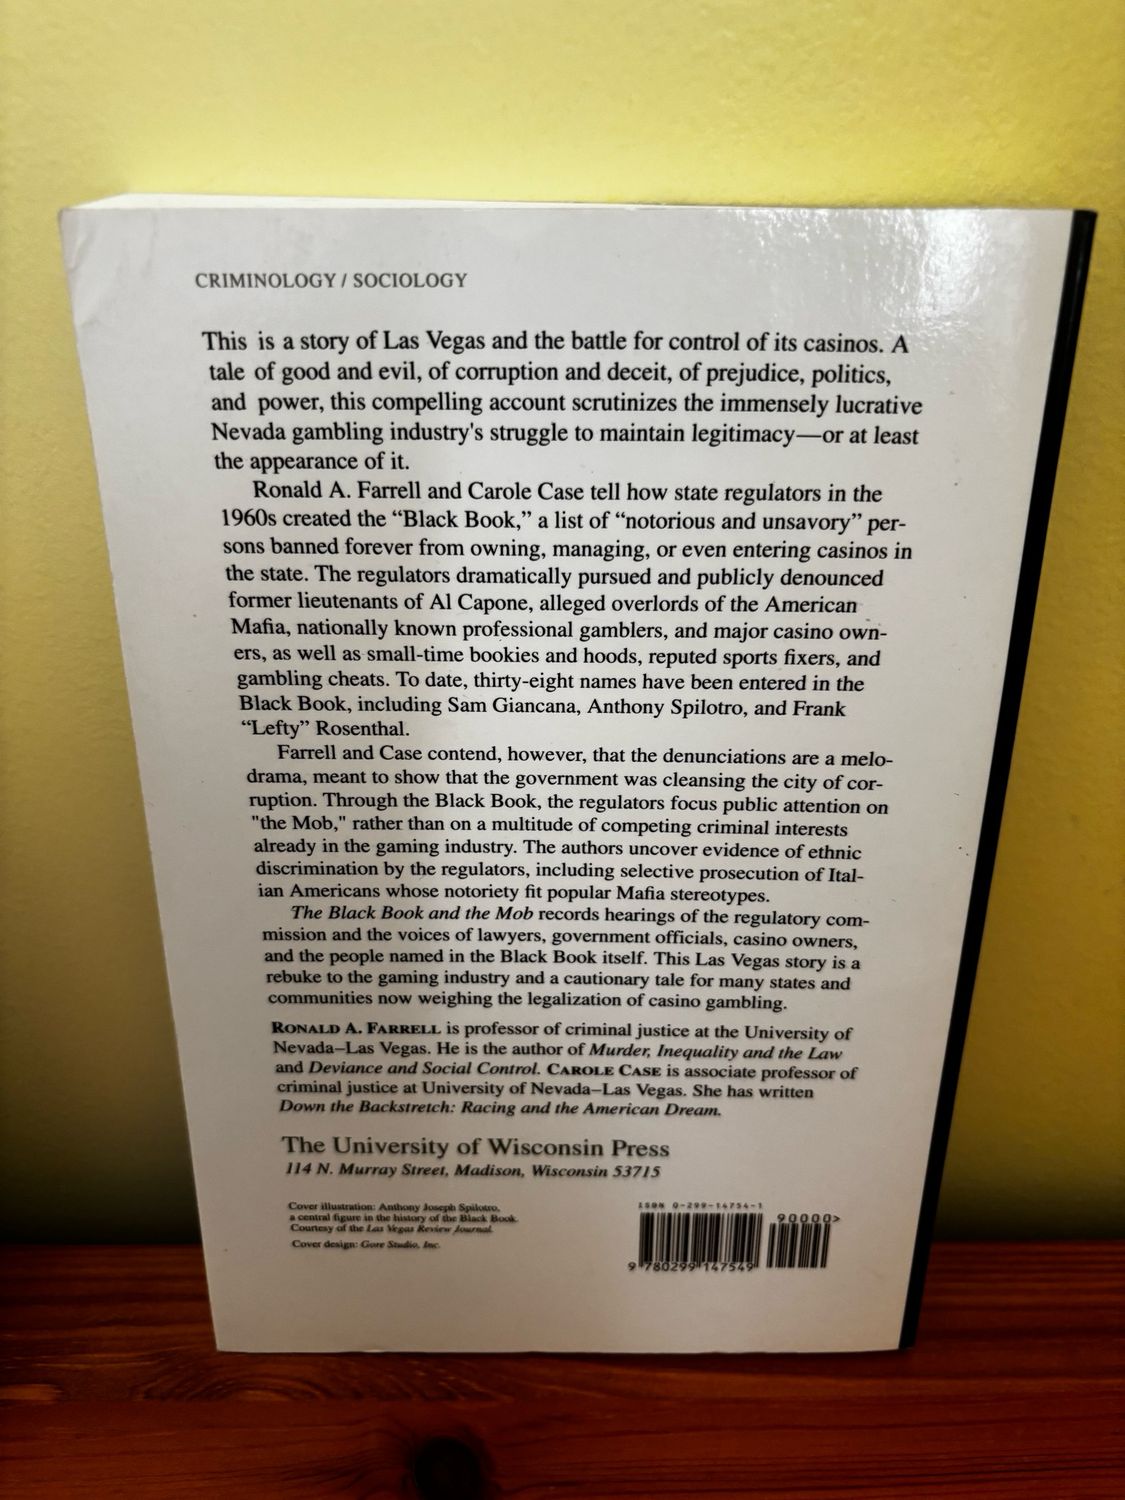 CRIMINOLOGY / SOCIOLOGY
This is a story of Las Vegas and the battle for control of its casinos. A
tale of good and evil, of corruption and deceit, of prejudice, politics,
and power, this compelling account scrutinizes the immensely lucrative
Nevada gambling industry's struggle to maintain legitimacy—or at least
the appearance of it.
Ronald A. Farrell and Carole Case tell how state regulators in the
1960s created the “Black Book,” a list of “notorious and unsavory” per-
sons banned forever from owning, managing, or even entering casinos in
the state. The regulators dramatically pursued and publicly denounced
former lieutenants of Al Capone, alleged overlords of the American
Mafia, nationally known professional gamblers, and major casino own-
ers, as well as small-time bookies and hoods, reputed sports fixers, and
gambling cheats. To date, thirty-eight names have been entered in the
Black Book, including Sam Giancana, Anthony Spilotro, and Frank
“Lefty” Rosenthal.
Farrell and Case contend, however, that the denunciations are a melo-
drama, meant to show that the government was cleansing the city of cor-
ruption. Through the Black Book, the regulators focus public attention on
"the Mob," rather than on a multitude of competing criminal interests
already in the gaming industry. The authors uncover evidence of ethnic
discrimination by the regulators, including selective prosecution of Ital-
ian Americans whose notoriety fit popular Mafia stereotypes.
The Black Book and the Mob records hearings of the regulatory com-
mission and the voices of lawyers, government officials, casino owners,
and the people named in the Black Book itself. This Las Vegas story is a
rebuke to the gaming industry and a cautionary tale for many states and
communities now weighing the legalization of casino gambling.
RONALD A. FARRELL is professor of criminal justice at the University of
Nevada–Las Vegas. He is the author of Murder, Inequality and the Law
and Deviance and Social Control. CAROLE CASE is associate professor of
criminal justice at University of Nevada–Las Vegas. She has written
Down the Backstretch: Racing and the American Dream.
The University of Wisconsin Press
114 N. Murray Street, Madison, Wisconsin 53715
Cover illustration: Anthony Joseph Spilotro,
a central figure in the history of the Black Book.
Courtesy of the Las Vegas Review Journal.
Cover design: Gore Studio, Inc.
ISBN 0-299-14754-1
90000>
9 780299 147549